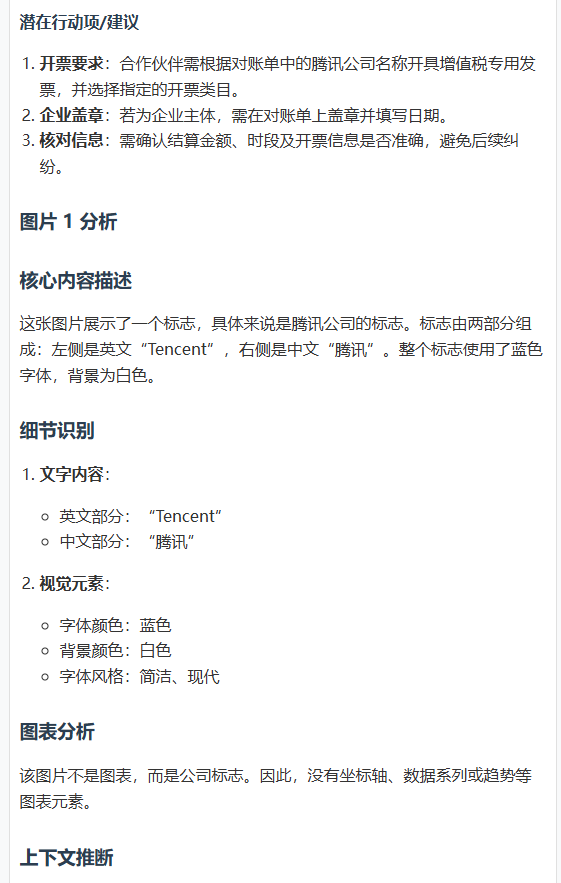 潜在行动项/建议
1. 开票要求：合作伙伴需根据对账单中的腾讯公司名称开具增值税专用发
票，并选择指定的开票类目。
2. 企业盖章：若为企业主体，需在对账单上盖章并填写日期。
3. 核对信息：需确认结算金额、时段及开票信息是否准确，避免后续纠
纷。
图片 1 分析
核心内容描述
这张图片展示了一个标志，具体来说是腾讯公司的标志。标志由两部分组
成：左侧是英文“Tencent”，右侧是中文“腾讯”。整个标志使用了蓝色
字体，背景为白色。
细节识别
1. 文字内容：
○ 英文部分：“Tencent”
○ 中文部分：“腾讯”
2. 视觉元素：
○ 字体颜色：蓝色
○ 背景颜色：白色
○ 字体风格：简洁、现代
图表分析
该图片不是图表，而是公司标志。因此，没有坐标轴、数据系列或趋势等
图表元素。
上下文推断